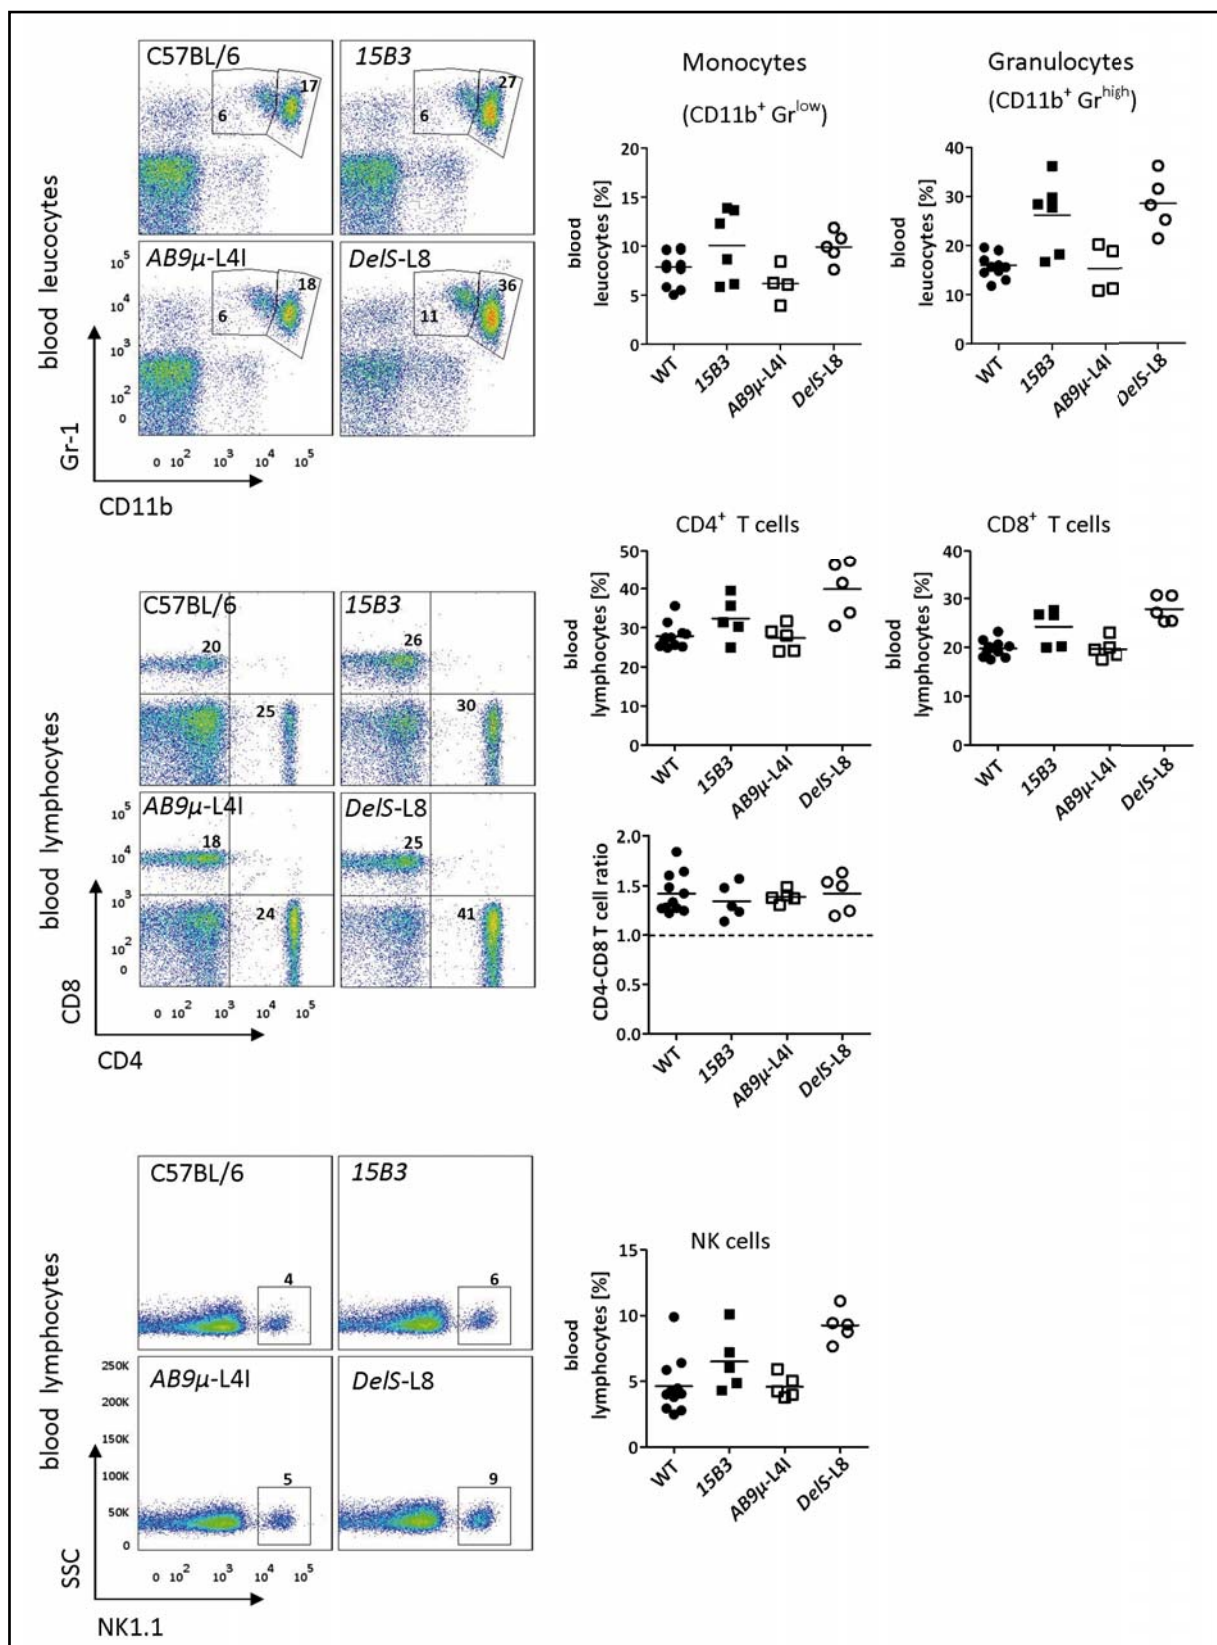 C57BL/6
15B3
17
27
6
6
AB9µ-L4I
DelS-L8
18
36
6
11
10⁵
10⁴
10³
10²
0
0 10² 10³ 10⁴ 10⁵
blood leucocytes
Gr-1
CD11b
Monocytes
(CD11b⁺ Gr^low)
20
15
10
5
0
blood
leucocytes [%]
WT
15B3
AB9µ-L4I
DelS-L8
Granulocytes
(CD11b⁺ Gr^high)
40
30
20
10
0
blood
leucocytes [%]
WT
15B3
AB9µ-L4I
DelS-L8
C57BL/6
15B3
20
26
25
30
AB9µ-L4I
DelS-L8
18
25
24
41
10⁵
10⁴
10³
10²
0
0 10² 10³ 10⁴ 10⁵
blood lymphocytes
CD8
CD4
CD4⁺ T cells
50
40
30
20
10
0
blood
lymphocytes [%]
WT
15B3
AB9µ-L4I
DelS-L8
CD8⁺ T cells
40
30
20
10
0
blood
lymphocytes [%]
WT
15B3
AB9µ-L4I
DelS-L8
2.0
1.5
1.0
0.5
0.0
CD4-CD8 T cell ratio
WT
15B3
AB9µ-L4I
DelS-L8
C57BL/6
15B3
4
6
AB9µ-L4I
DelS-L8
5
9
250K
200K
150K
100K
50K
0
0 10² 10³ 10⁴ 10⁵
blood lymphocytes
SSC
NK1.1
NK cells
15
10
5
0
blood
lymphocytes [%]
WT
15B3
AB9µ-L4I
DelS-L8